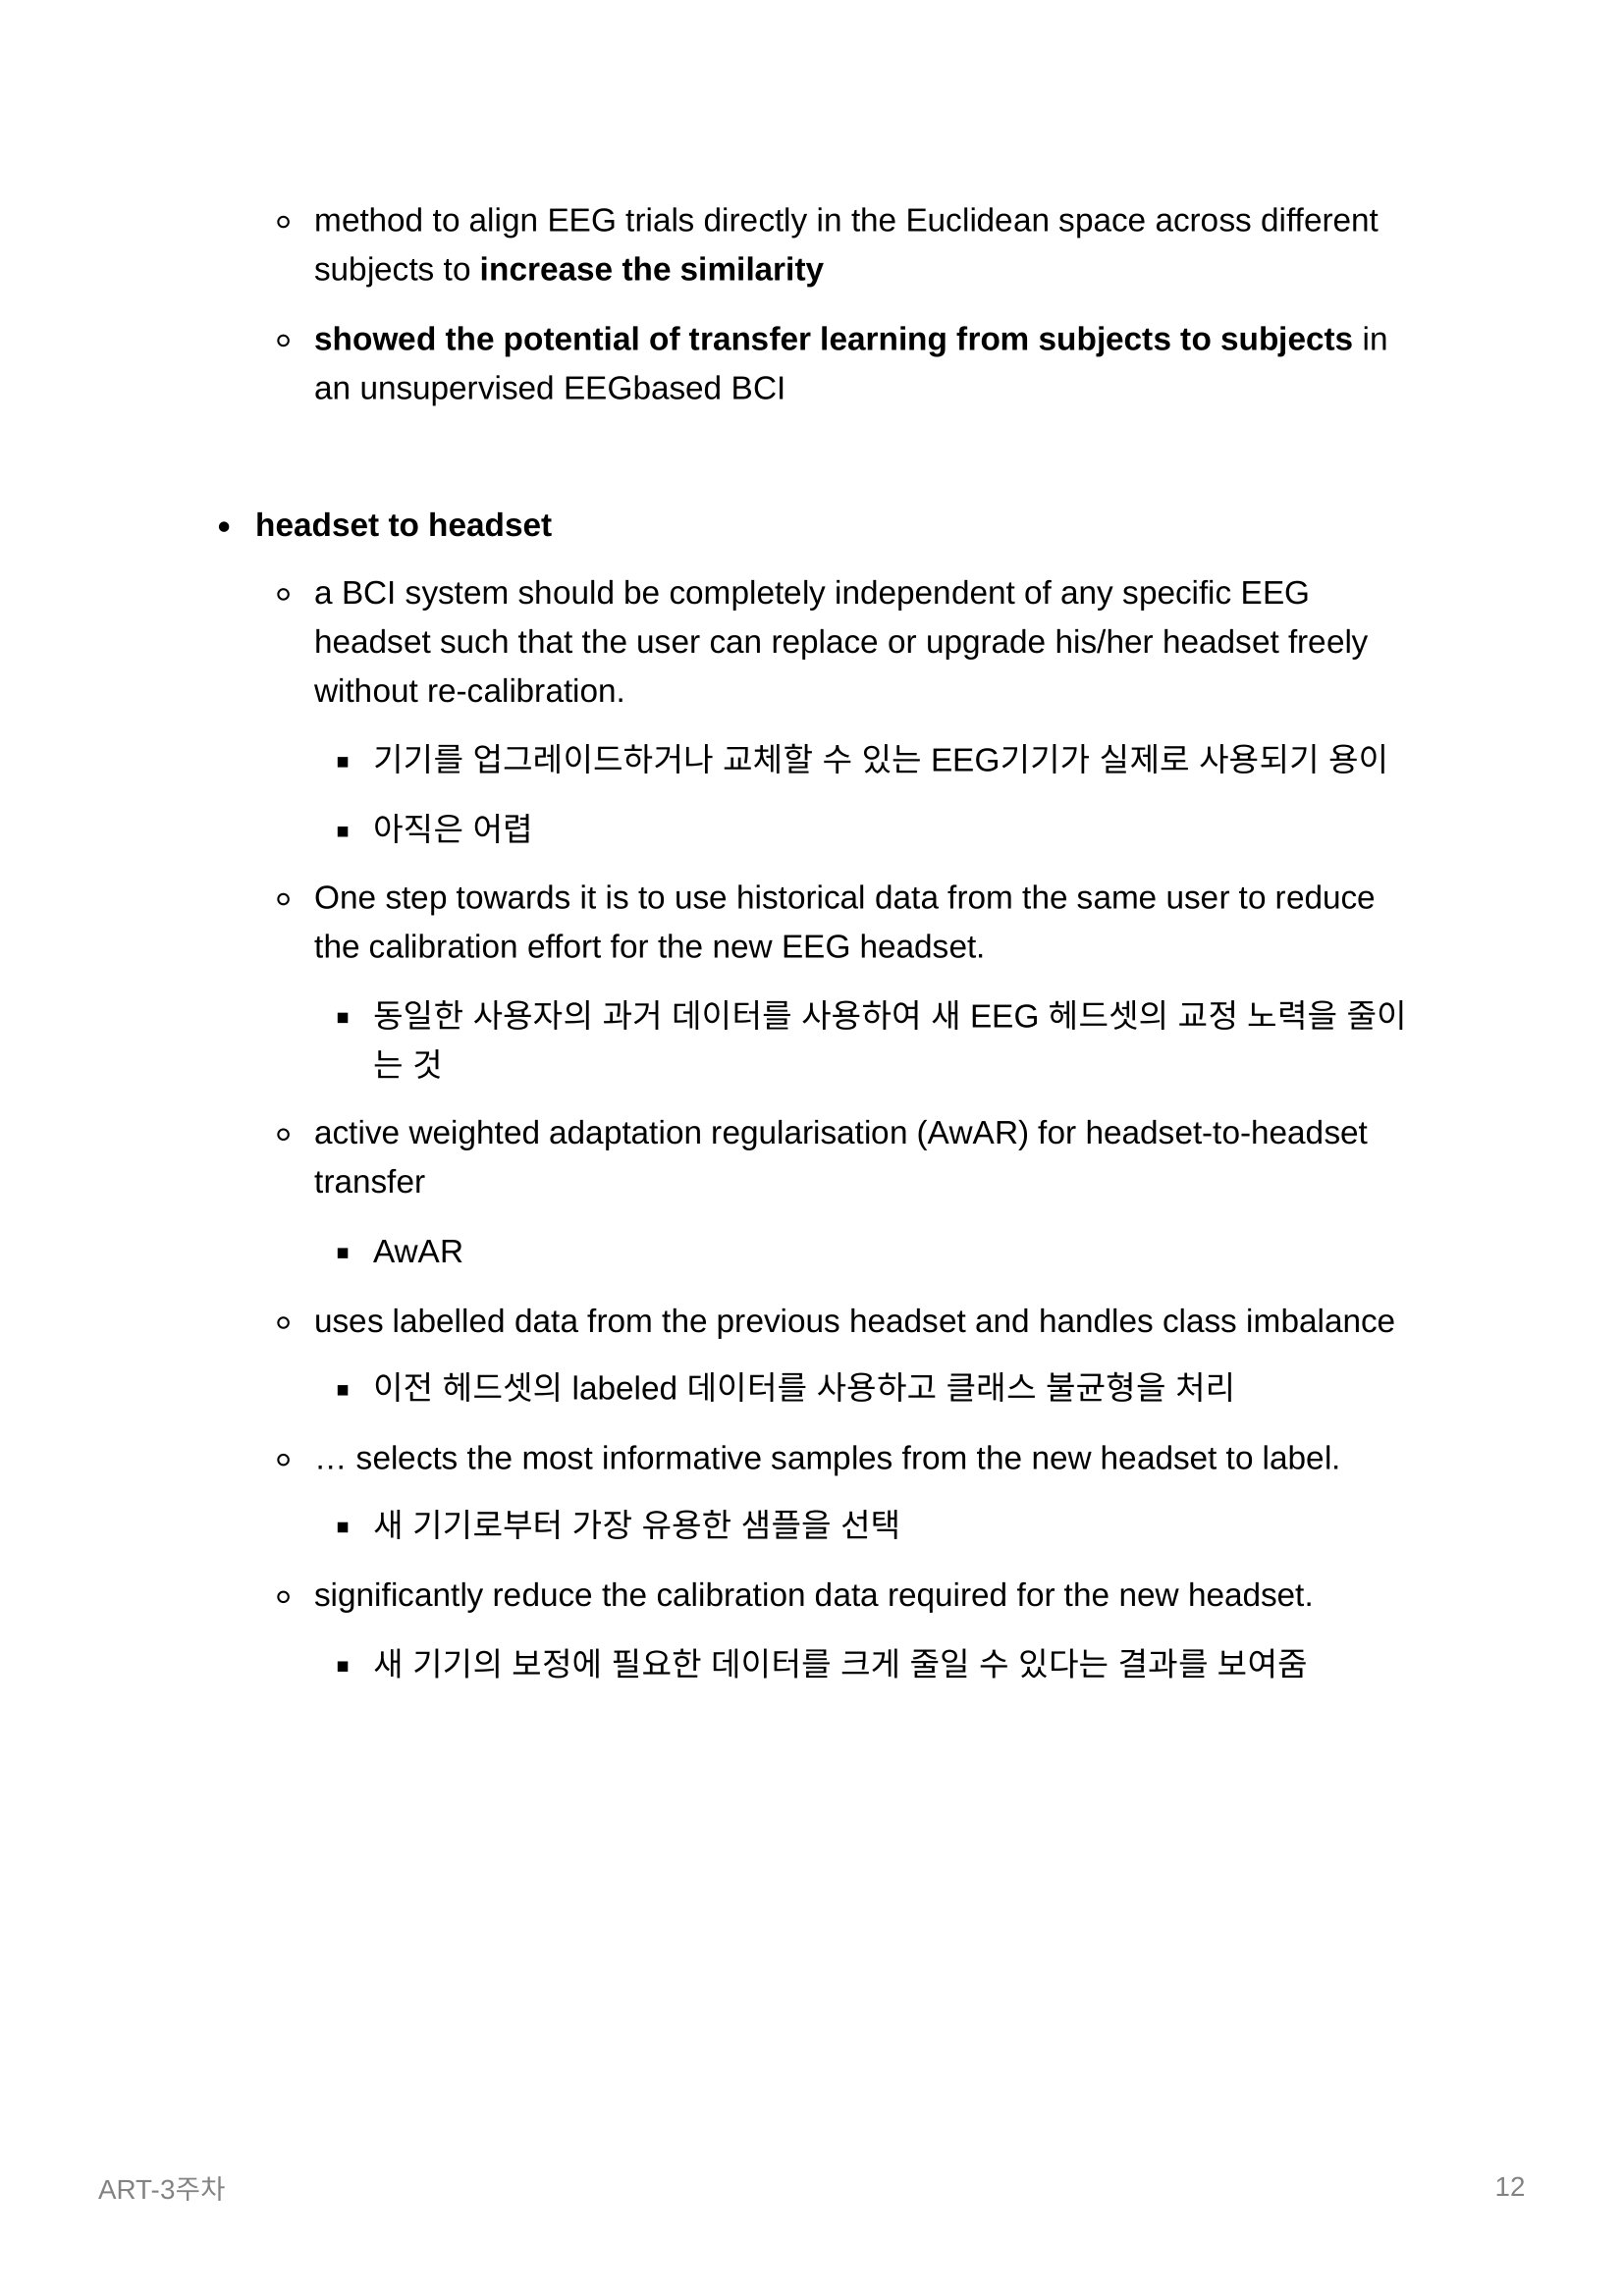 method to align EEG trials directly in the Euclidean space across different
subjects to increase the similarity
showed the potential of transfer learning from subjects to subjects in
an unsupervised EEGbased BCI
headset to headset
a BCI system should be completely independent of any specific EEG
headset such that the user can replace or upgrade his/her headset freely
without re-calibration.
기기를 업그레이드하거나 교체할 수 있는 EEG기기가 실제로 사용되기 용이
아직은 어렵
One step towards it is to use historical data from the same user to reduce
the calibration effort for the new EEG headset.
동일한 사용자의 과거 데이터를 사용하여 새 EEG 헤드셋의 교정 노력을 줄이
는 것
active weighted adaptation regularisation (AwAR) for headset-to-headset
transfer
AwAR
uses labelled data from the previous headset and handles class imbalance
이전 헤드셋의 labeled 데이터를 사용하고 클래스 불균형을 처리
… selects the most informative samples from the new headset to label.
새 기기로부터 가장 유용한 샘플을 선택
significantly reduce the calibration data required for the new headset.
새 기기의 보정에 필요한 데이터를 크게 줄일 수 있다는 결과를 보여줌
ART-3주차
12